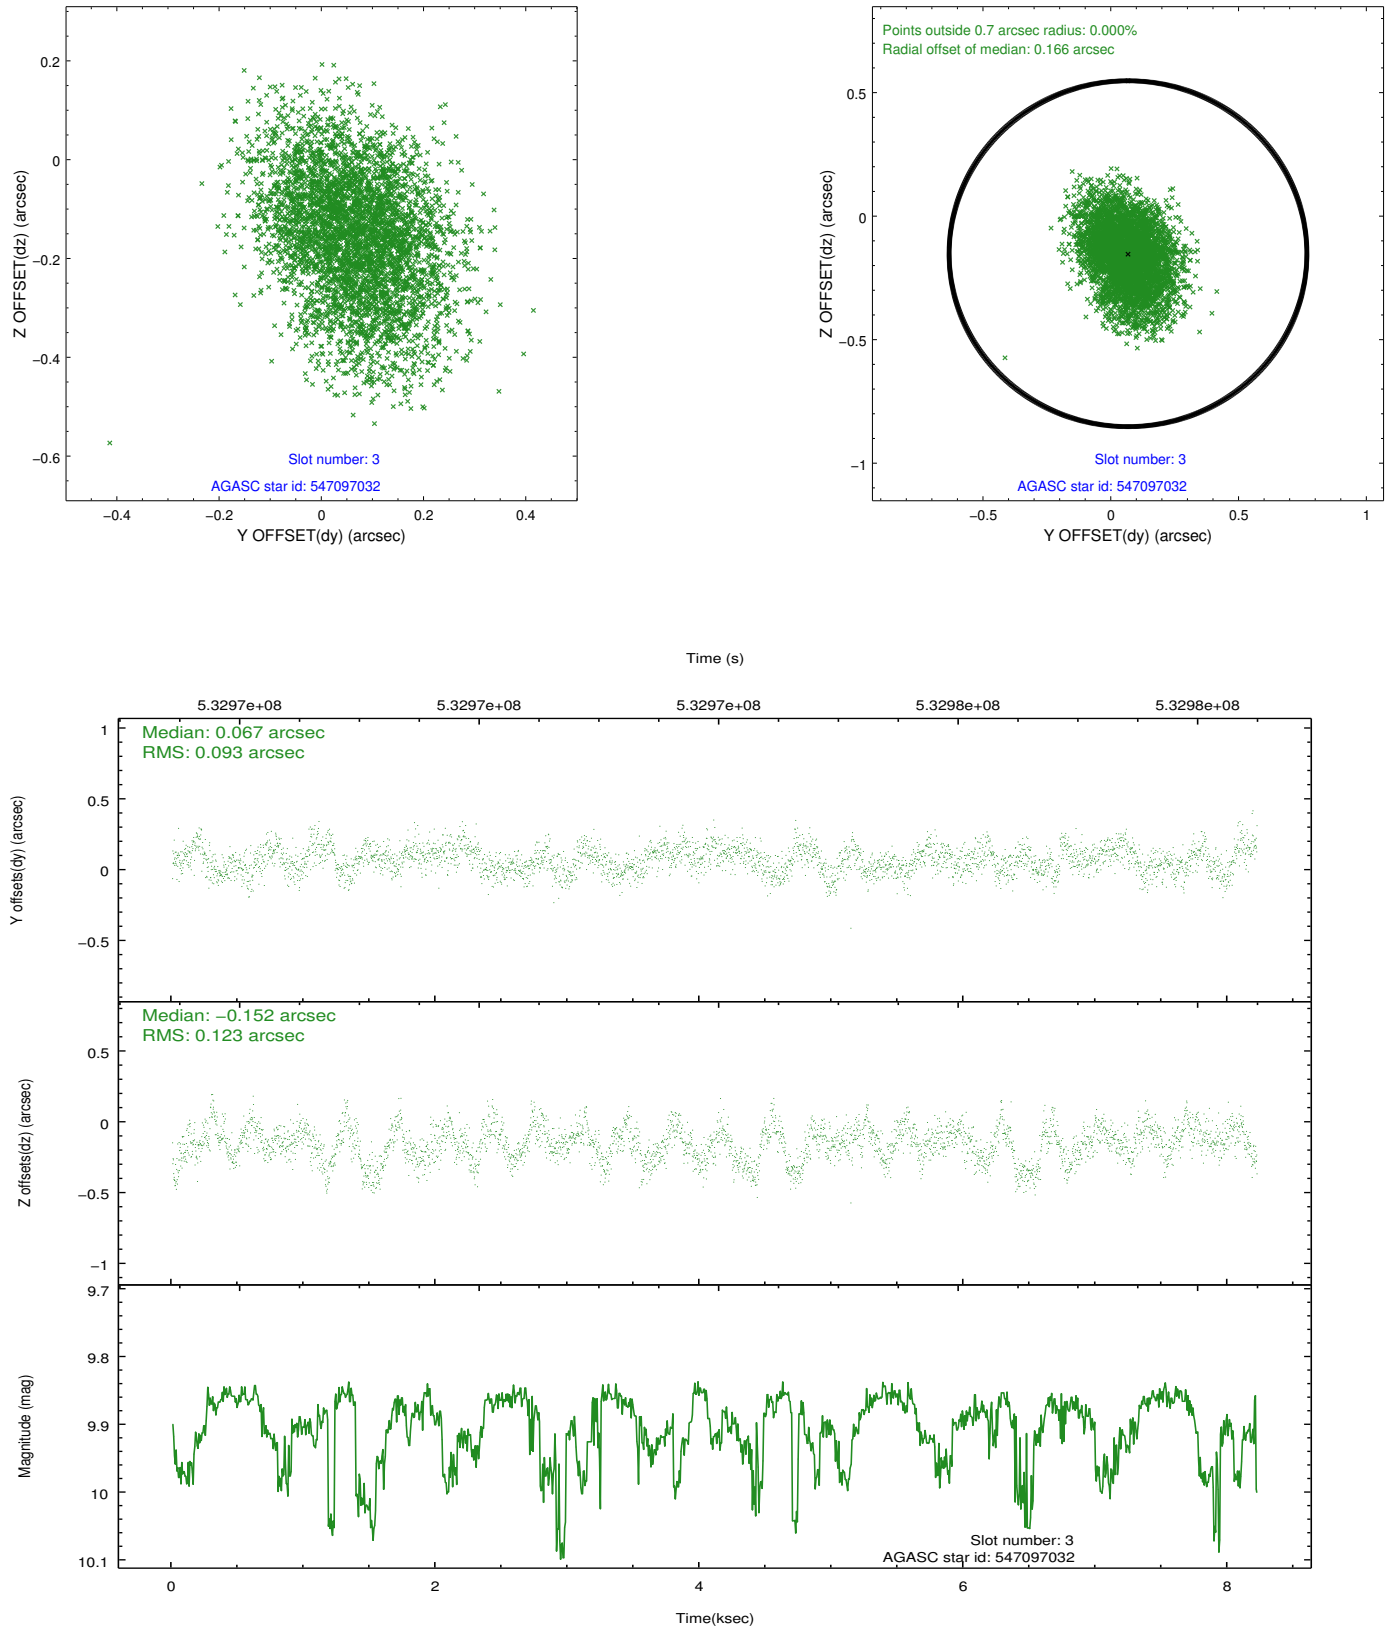 0.2
0
−0.2
−0.4
−0.6
Z OFFSET(dz) (arcsec)
Slot number: 3
AGASC star id: 547097032
−0.4
−0.2
0
0.2
0.4
Y OFFSET(dy) (arcsec)
Points outside 0.7 arcsec radius: 0.000%
Radial offset of median: 0.166 arcsec
0.5
0
−0.5
−1
Z OFFSET(dz) (arcsec)
Slot number: 3
AGASC star id: 547097032
−0.5
0
0.5
1
Y OFFSET(dy) (arcsec)
Time (s)
5.3297e+08
5.3297e+08
5.3297e+08
5.3298e+08
5.3298e+08
Median: 0.067 arcsec
RMS: 0.093 arcsec
1
0.5
0
−0.5
Y offsets(dy) (arcsec)
Median: −0.152 arcsec
RMS: 0.123 arcsec
0.5
0
−0.5
−1
Z offsets(dz) (arcsec)
9.7
9.8
9.9
10
10.1
Magnitude (mag)
Slot number: 3
AGASC star id: 547097032
0
2
4
6
8
Time(ksec)